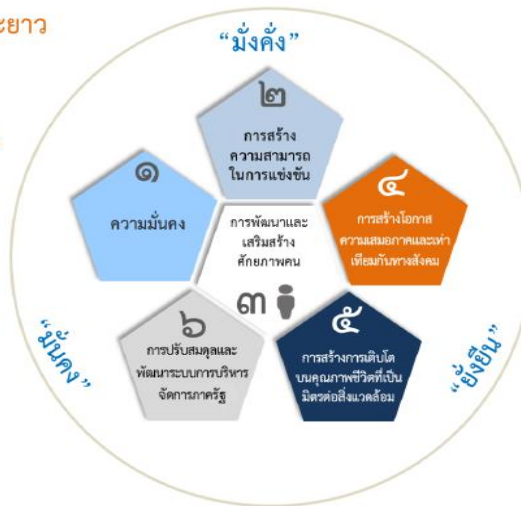 ะยาว
“มั่งคั่ง”
๒
การสร้าง
ความสามารถ
ในการแข่งขัน
๑
ความมั่นคง
๔
การสร้างโอกาส
ความเสมอภาคและเท่า
เทียมกันทางสังคม
การพัฒนาและ
เสริมสร้าง
ศักยภาพคน
๓
๖
การปรับสมดุลและ
พัฒนาระบบการบริหาร
จัดการภาครัฐ
๕
การสร้างการเติบโต
บนคุณภาพชีวิตที่เป็น
มิตรต่อสิ่งแวดล้อม
“มั่นคง”
“ยั่งยืน”